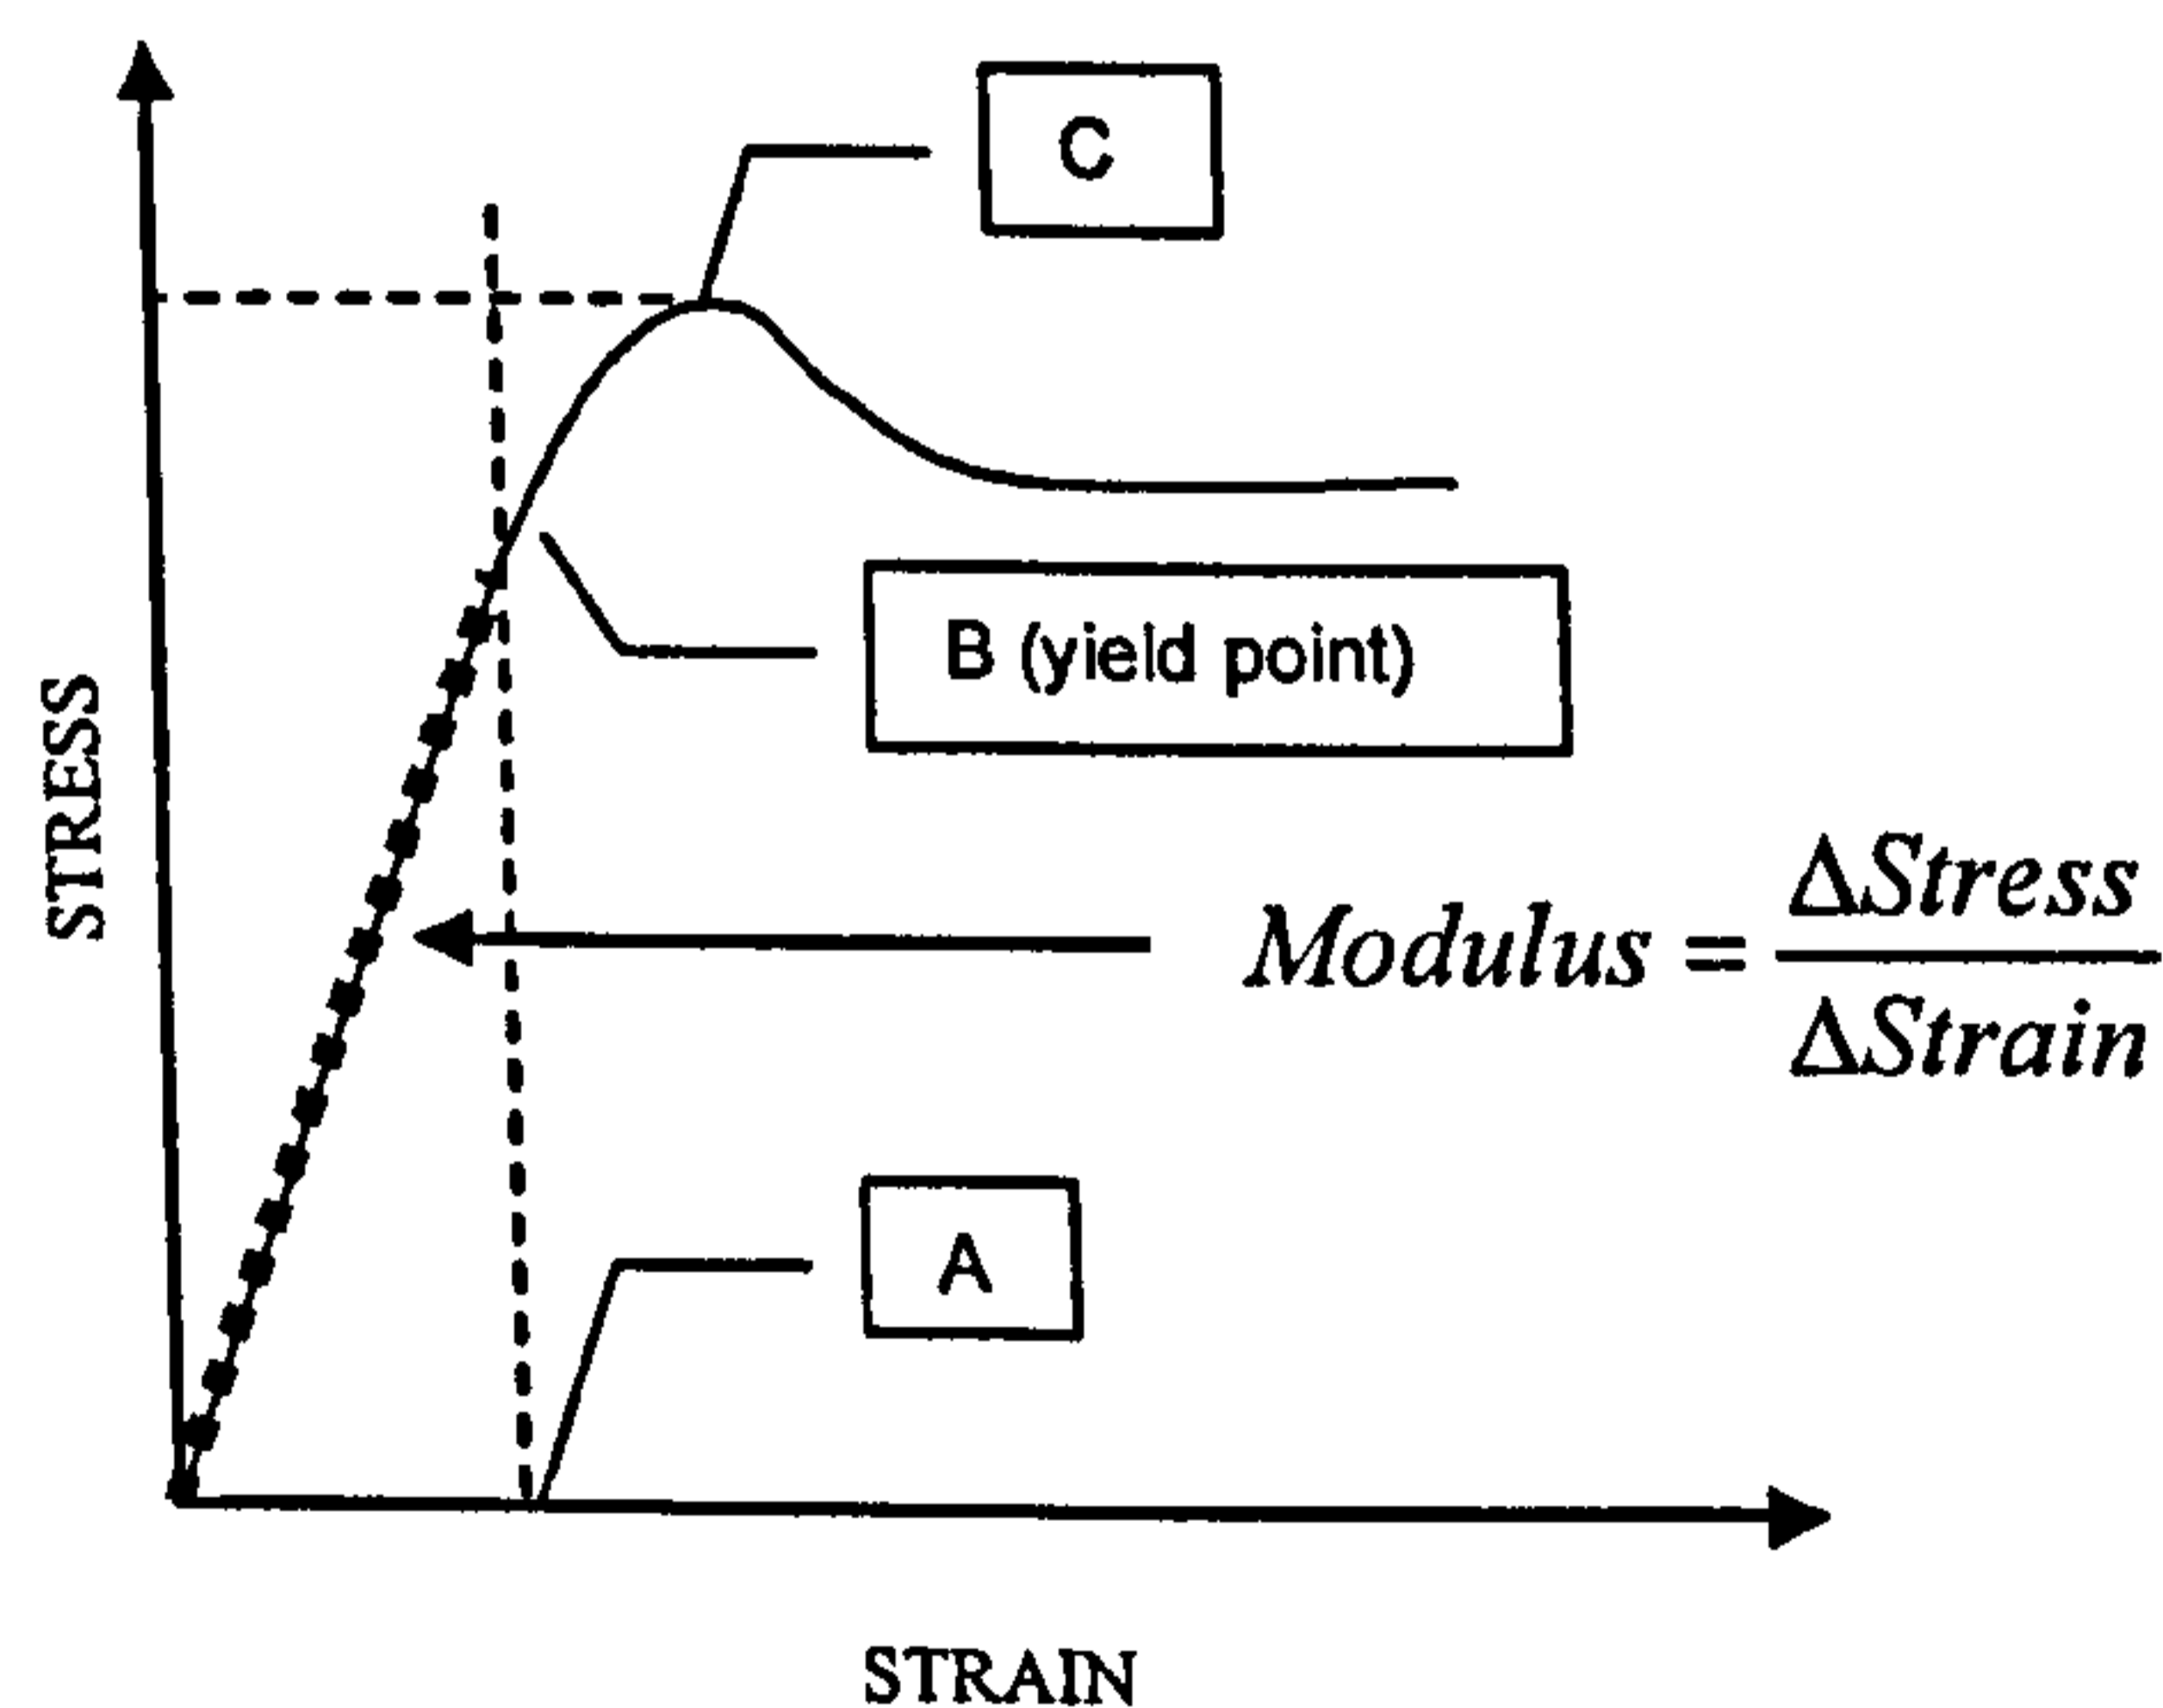 C
B (yield point)
STRESS
Modulus = ΔStress / ΔStrain
A
STRAIN